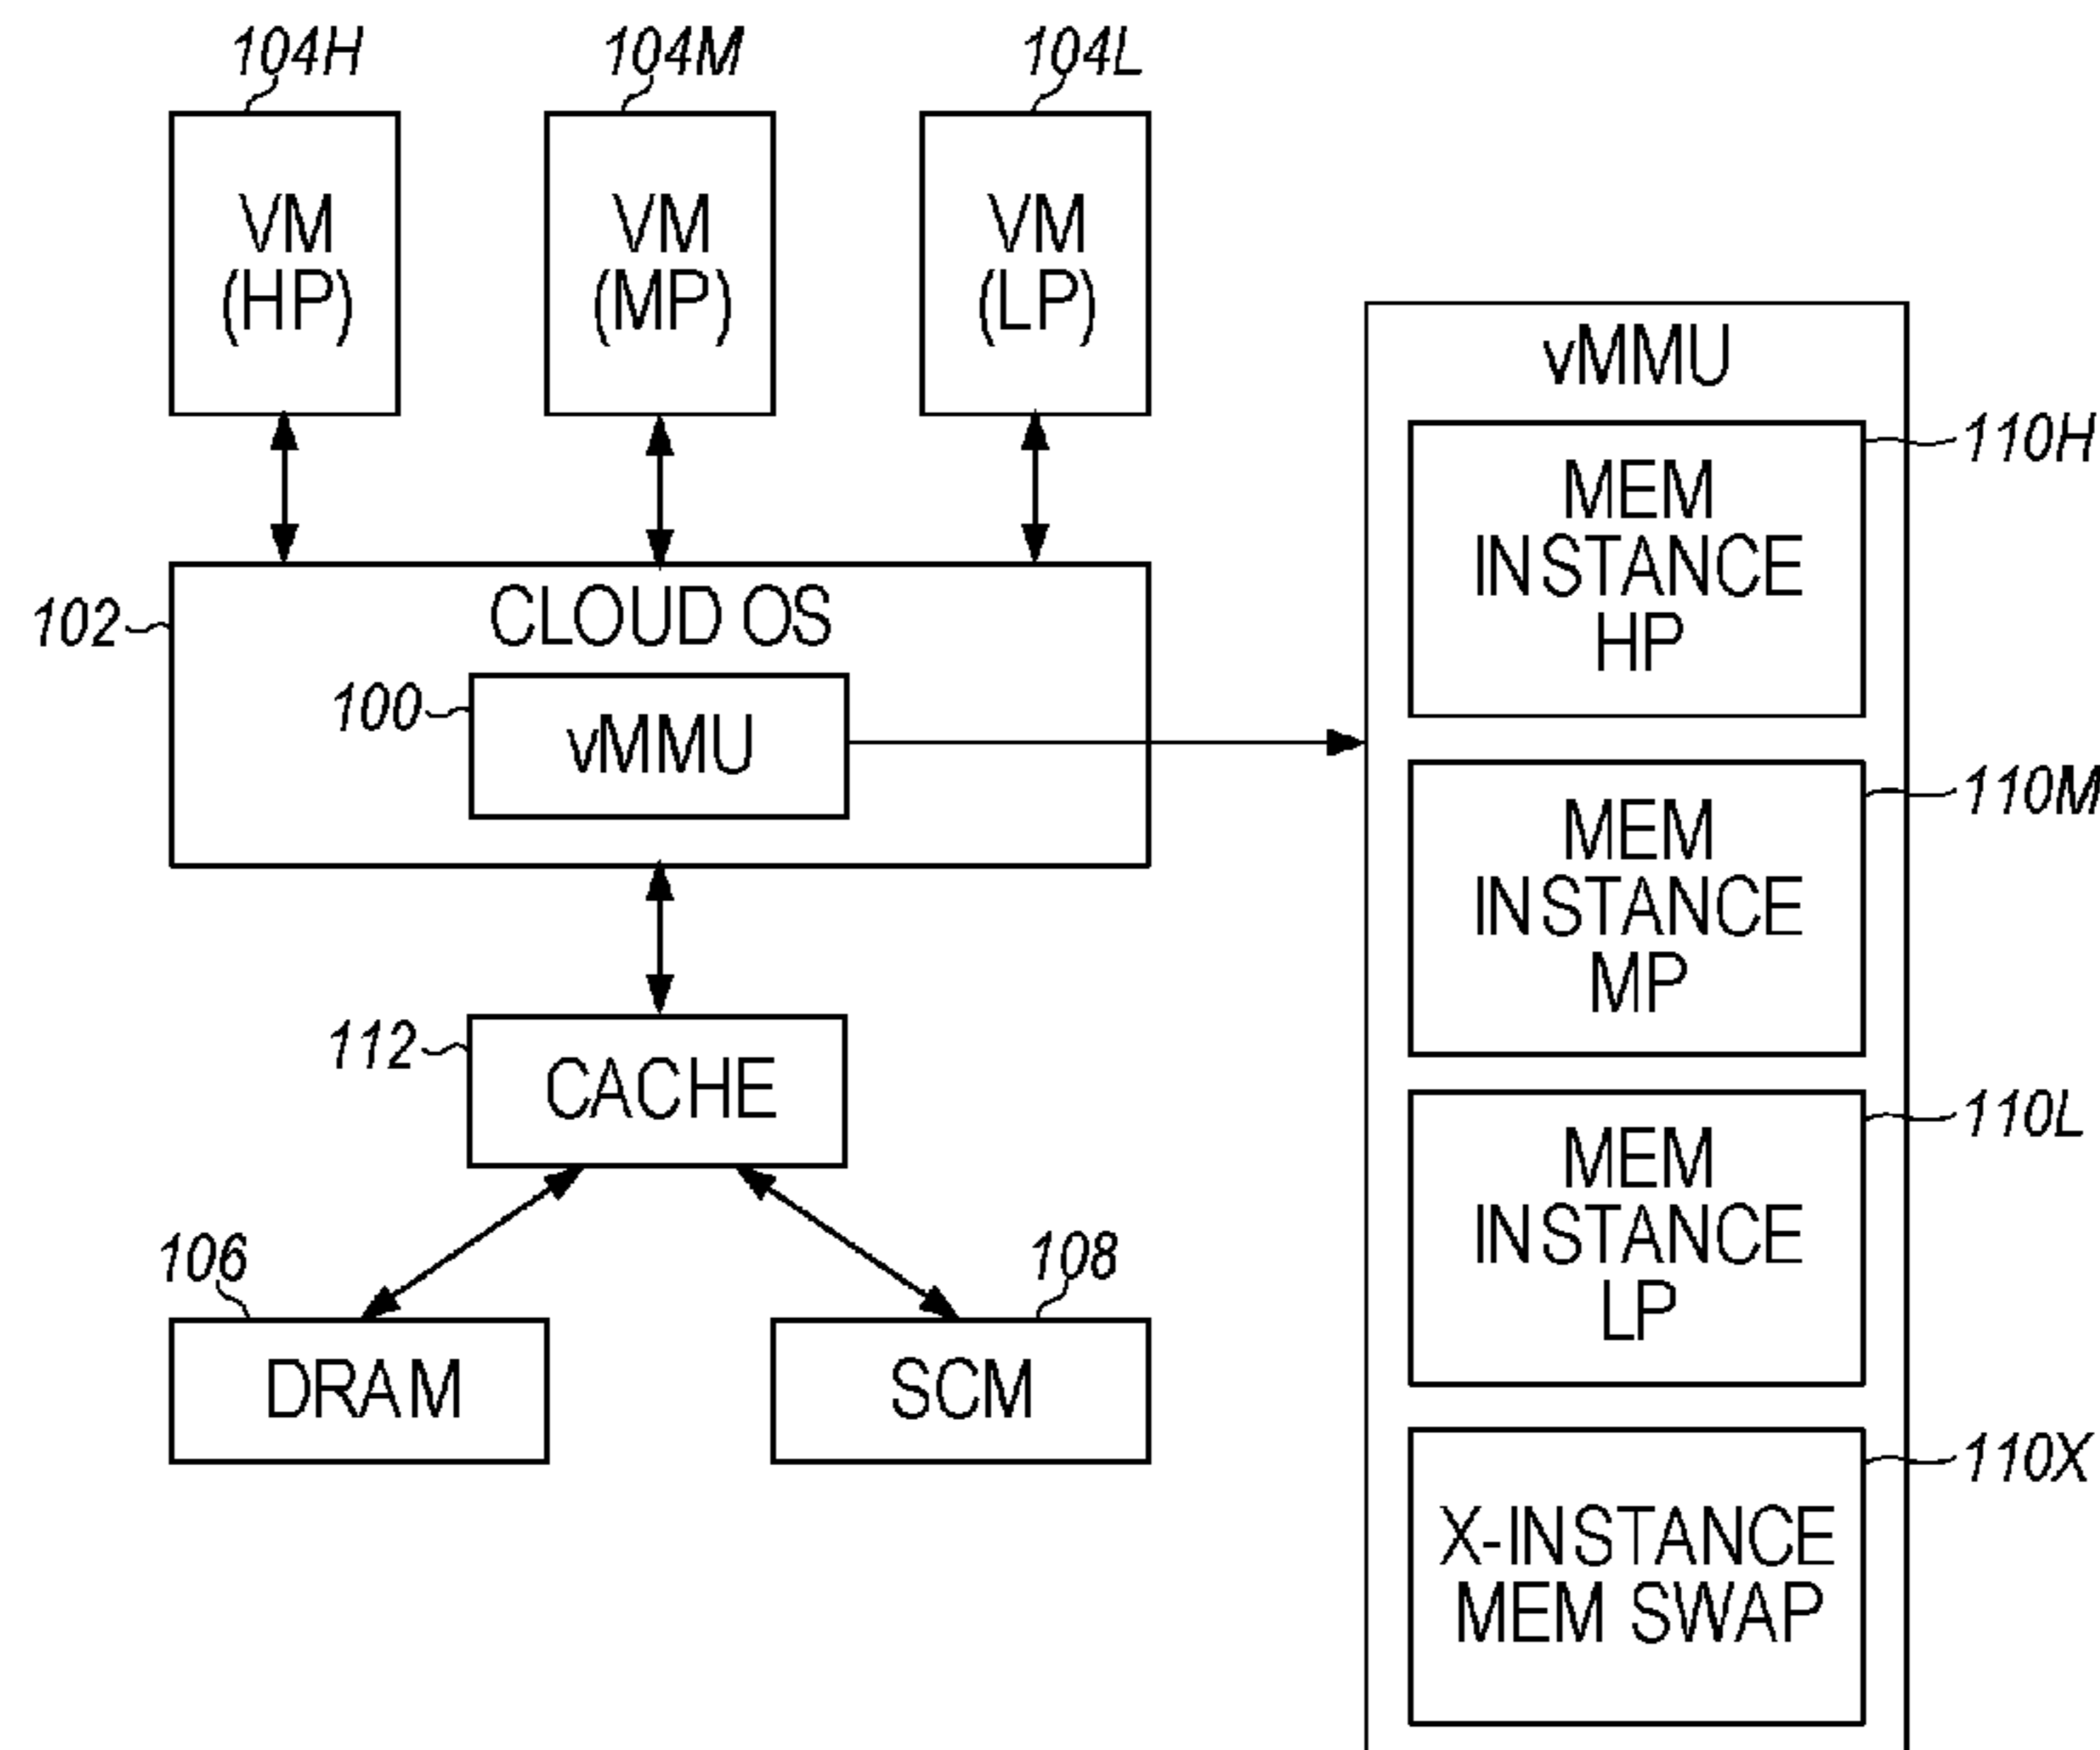 104H
104M
104L
VM
(HP)
VM
(MP)
VM
(LP)
102
CLOUD OS
100
vMMU
112
CACHE
106
DRAM
108
SCM
vMMU
110H
MEM
INSTANCE
HP
110M
MEM
INSTANCE
MP
110L
MEM
INSTANCE
LP
110X
X-INSTANCE
MEM SWAP